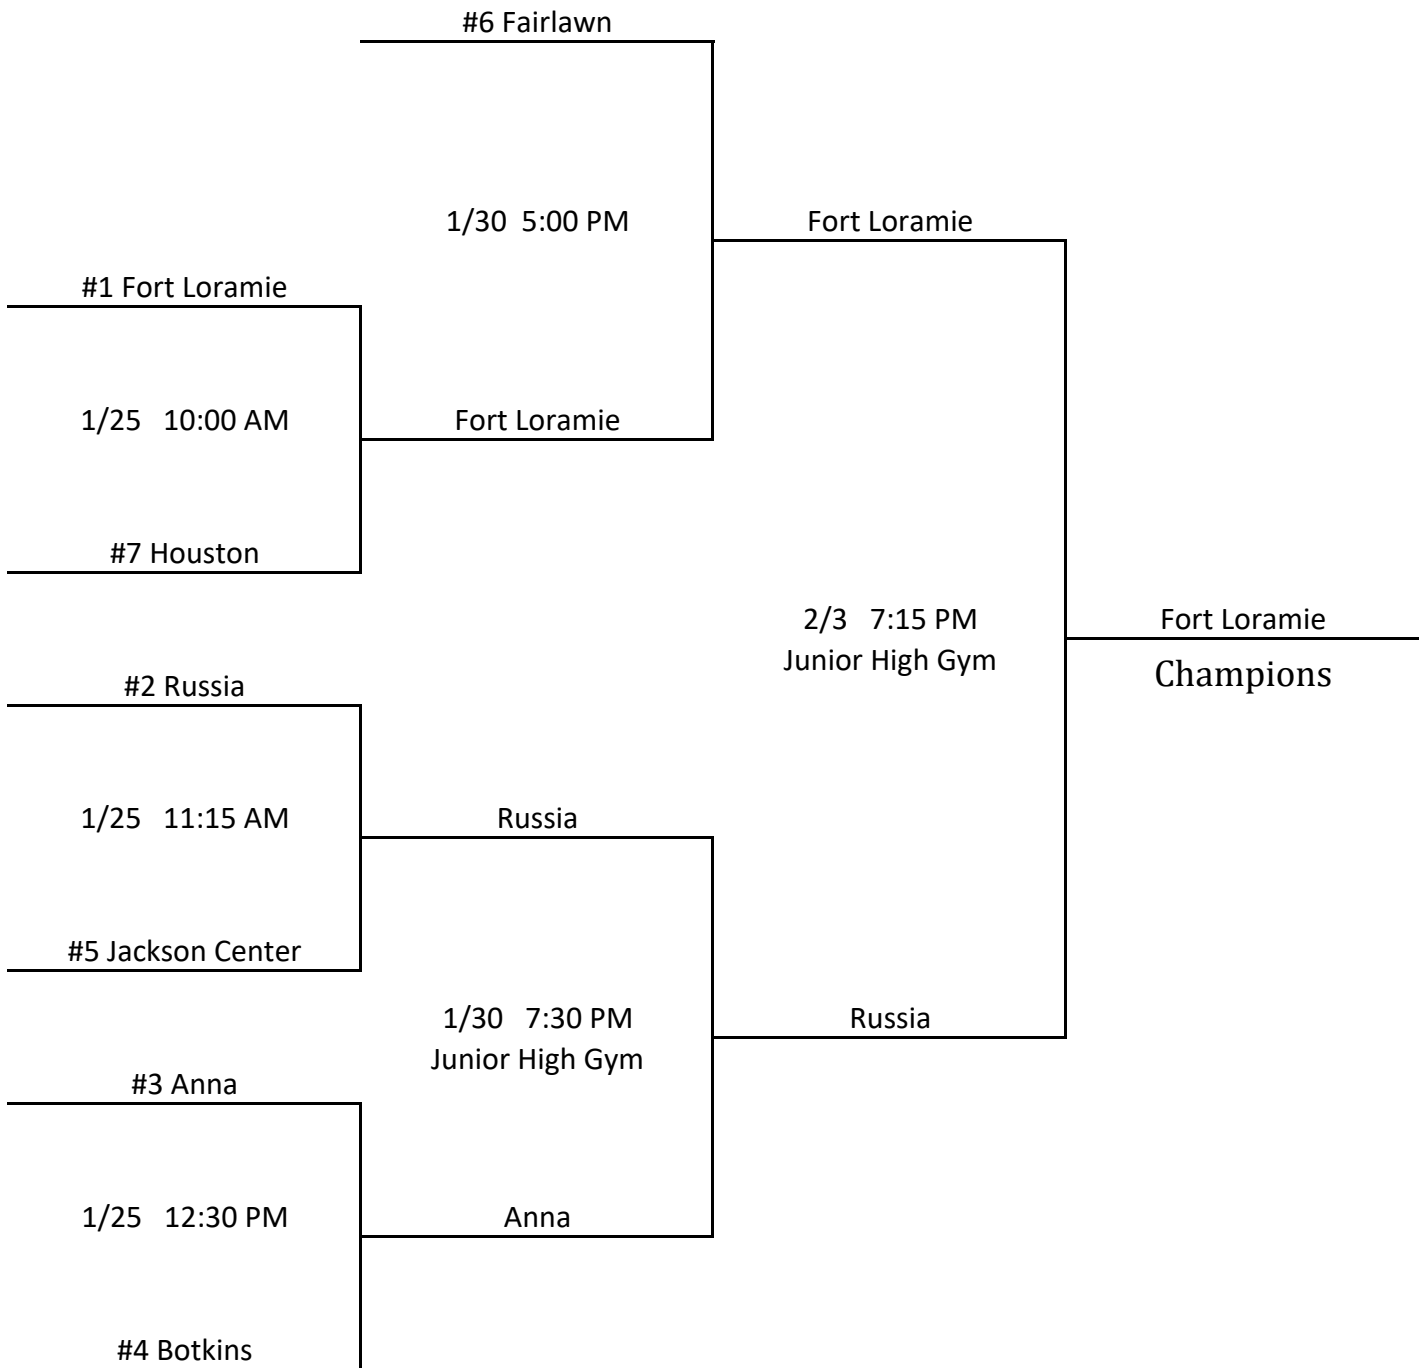 #6 Fairlawn
1/30 5:00 PM
Fort Loramie
#1 Fort Loramie
1/25 10:00 AM
Fort Loramie
#7 Houston
2/3 7:15 PM
Junior High Gym
Fort Loramie
Champions
#2 Russia
1/25 11:15 AM
Russia
#5 Jackson Center
1/30 7:30 PM
Junior High Gym
Russia
#3 Anna
1/25 12:30 PM
Anna
#4 Botkins